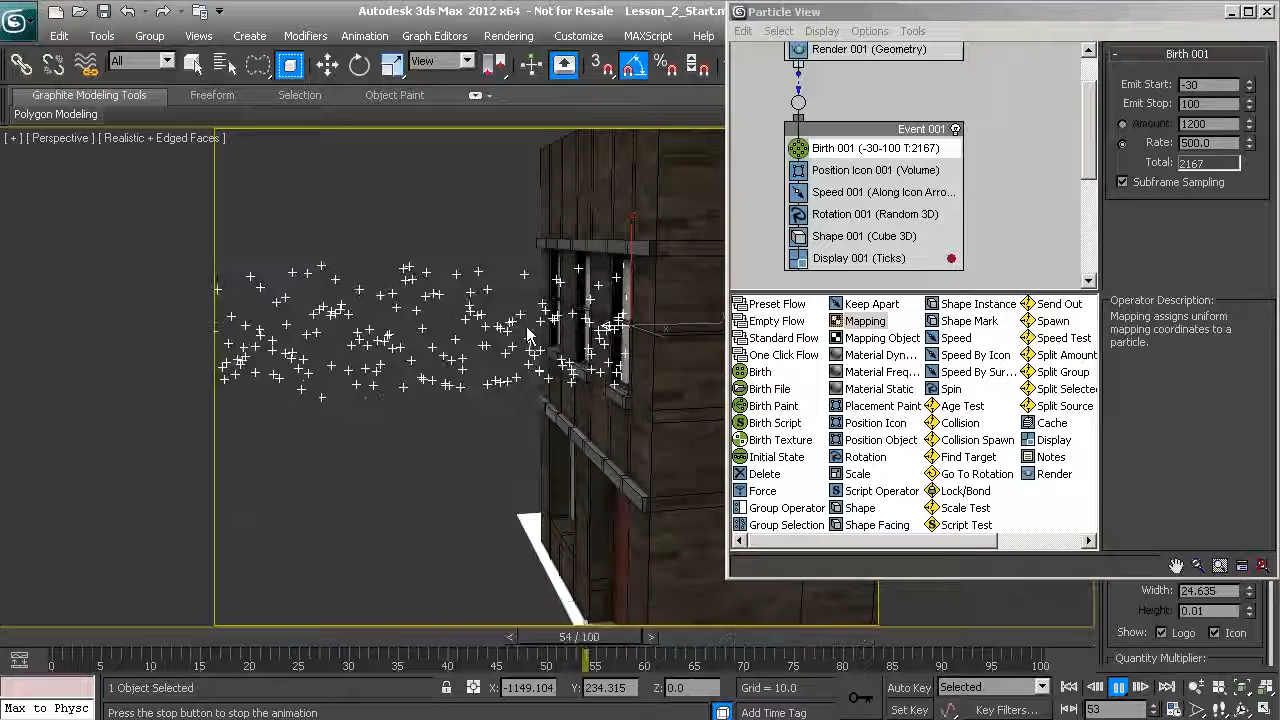 Autodesk 3ds Max 2012 x64 - Not for Resale Lesson_2_Start.m
Edit Tools Group Views Create Modifiers Animation Graph Editors Rendering Customize MAXScript Help
All View 3
Graphite Modeling Tools Freeform Selection Object Paint
Polygon Modeling
[ + ] [ Perspective ] [ Realistic + Edged Faces ]
Particle View
Edit Select Display Options Tools
Render 001 (Geometry)
Event 001
Birth 001 (-30-100 T:2167)
Position Icon 001 (Volume)
Speed 001 (Along Icon Arro...
Rotation 001 (Random 3D)
Shape 001 (Cube 3D)
Display 001 (Ticks)
Birth 001
Emit Start: -30
Emit Stop: 100
Amount: 1200
Rate: 500.0
Total: 2167
Subframe Sampling
Preset Flow Keep Apart Shape Instance Send Out
Empty Flow Mapping Shape Mark Spawn
Standard Flow Mapping Object Speed Speed Test
One Click Flow Material Dyn... Speed By Icon Split Amount
Birth Material Freq... Speed By Sur... Split Group
Birth File Material Static Spin Split Selected
Birth Paint Placement Paint Age Test Split Source
Birth Script Position Icon Collision Cache
Birth Texture Position Object Collision Spawn Display
Initial State Rotation Find Target Notes
Delete Scale Go To Rotation Render
Force Script Operator Lock/Bond
Group Operator Shape Scale Test
Group Selection Shape Facing Script Test
Operator Description:
Mapping assigns uniform
mapping coordinates to a
particle.
x
Width: 24.635
Height: 0.01
Show: Logo Icon
Quantity Multiplier:
< 54 / 100 >
0 5 10 15 20 25 30 35 40 45 50 55 60 65 70 75 80 85 90 95 100
1 Object Selected X: -1149.104 Y: 234.315 Z: 0.0 Grid = 10.0 Auto Key Selected
Max to Physc Press the stop button to stop the animation Add Time Tag Set Key Key Filters... 53